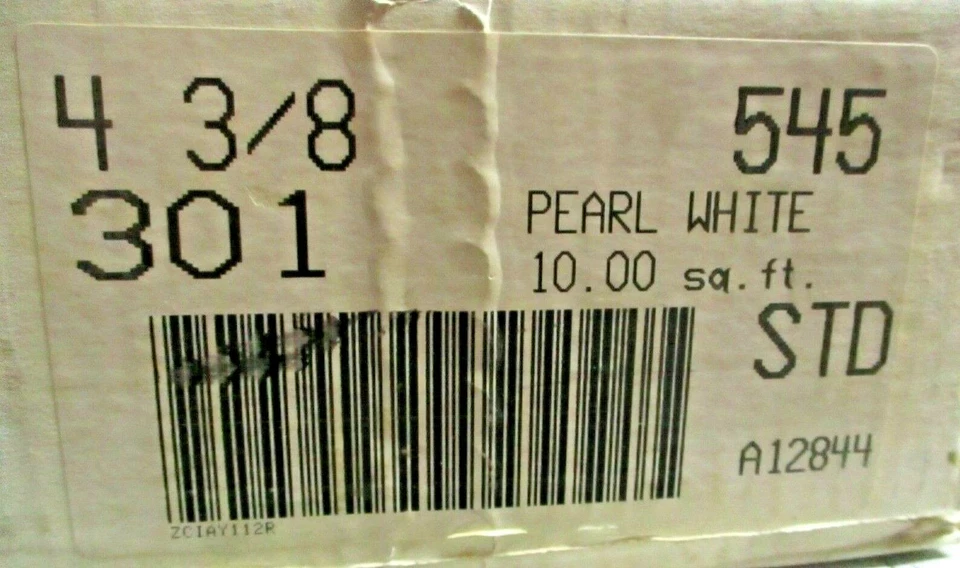 4 3/8 545
301 PEARL WHITE
10.00 sq.ft.
STD
A12844
ZCIAY112R